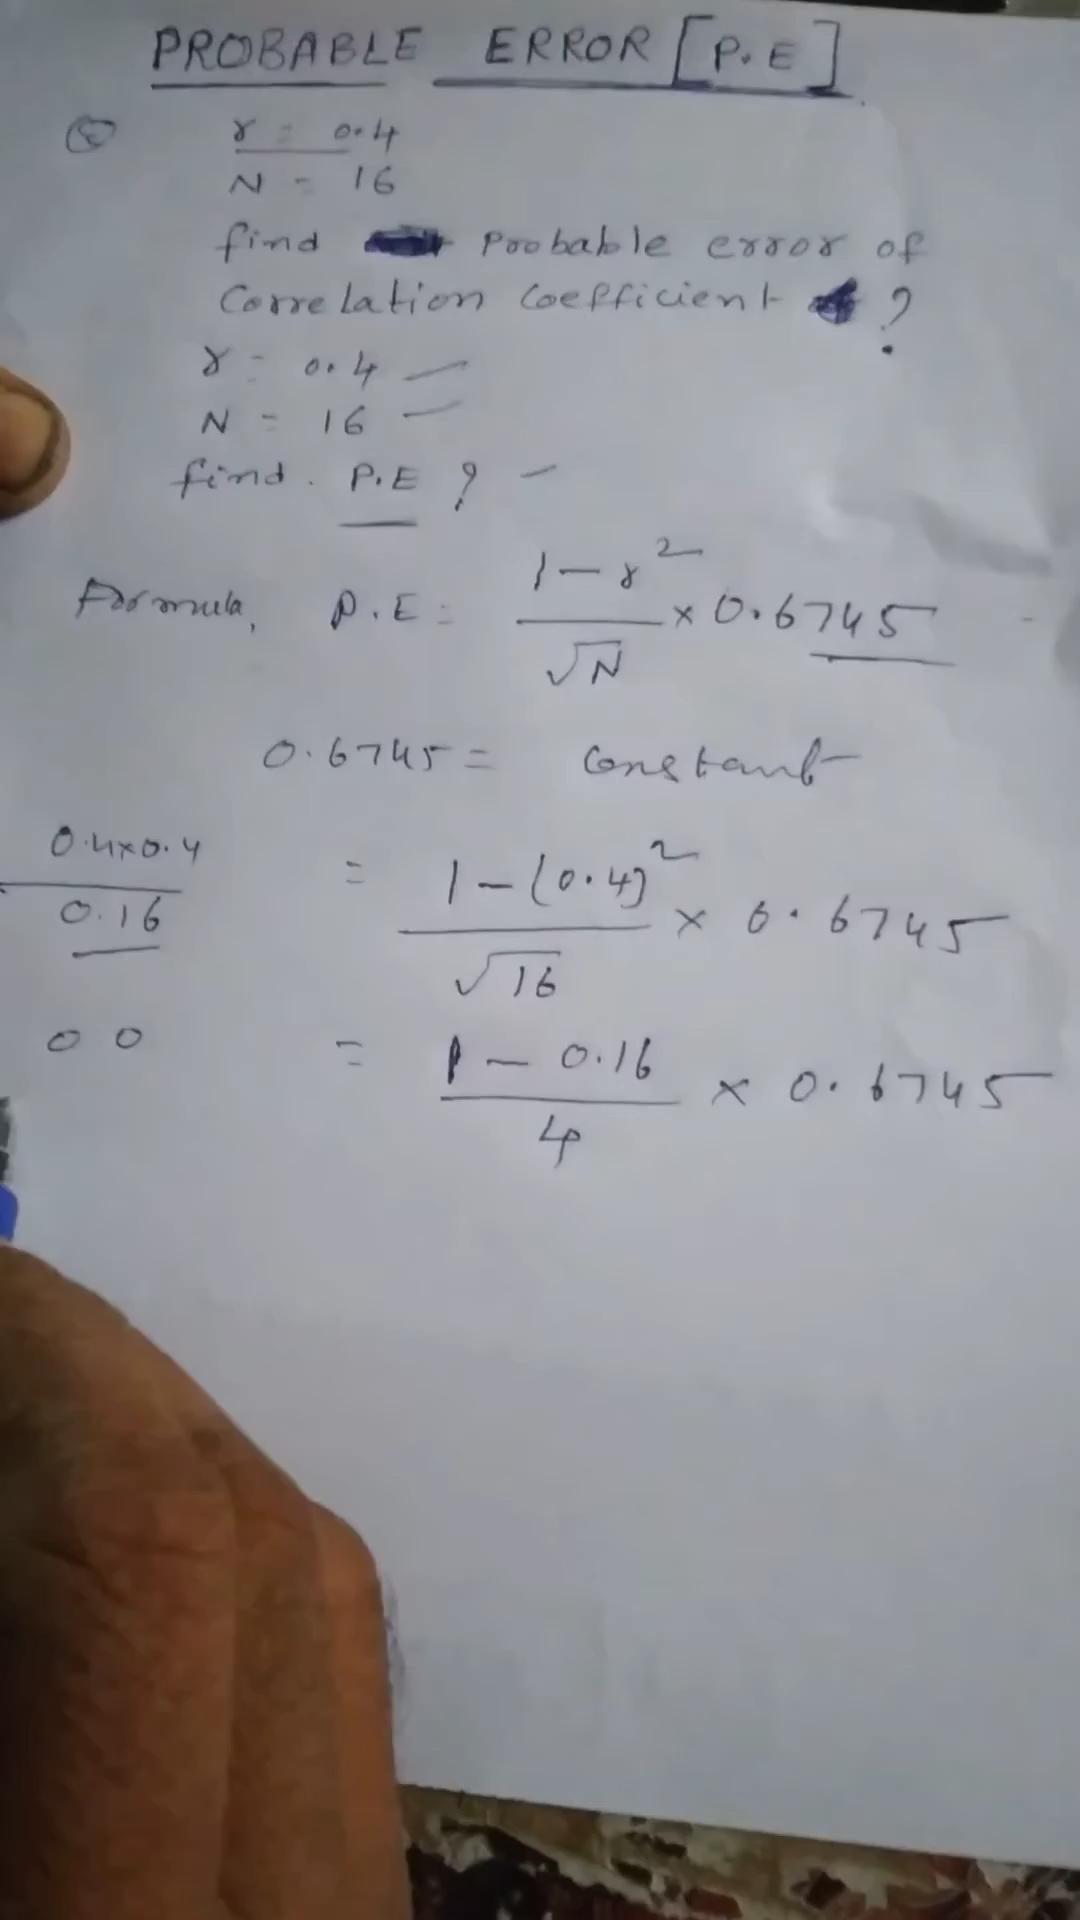 PROBABLE ERROR [P.E]
Q r = 0.4
N = 16
find Probable error of
Correlation Coefficient ?
r = 0.4
N = 16
find. P.E ?
Formula, P.E = 1 - r² / √N × 0.6745
0.6745 = Constant
0.4×0.4
0.16
= 1 - (0.4)² / √16 × 0.6745
0 0
= 1 - 0.16 / 4 × 0.6745